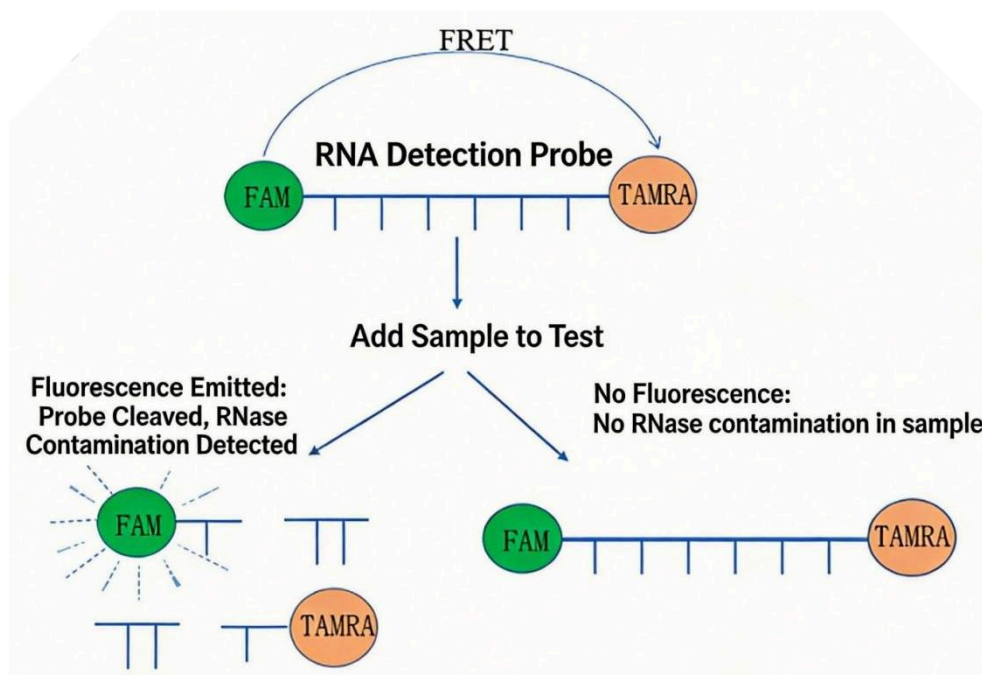 FRET
RNA Detection Probe
FAM
TAMRA
Add Sample to Test
Fluorescence Emitted:
Probe Cleaved, RNase
Contamination Detected
No Fluorescence:
No RNase contamination in sample
FAM
FAM
TAMRA
TAMRA